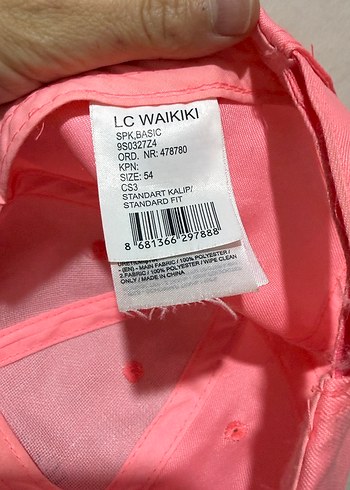 LC WAIKIKI
SPK,BASIC
9S0327Z4
ORD. NR: 478780
KPN:
SIZE: 54
CS3
STANDART KALIP/
STANDARD FIT
8 681366 297888
- (EN) - MAIN FABRIC / 100% POLYESTER /
2.FABRIC / 100% POLYESTER / WIPE CLEAN
ONLY / MADE IN CHINA